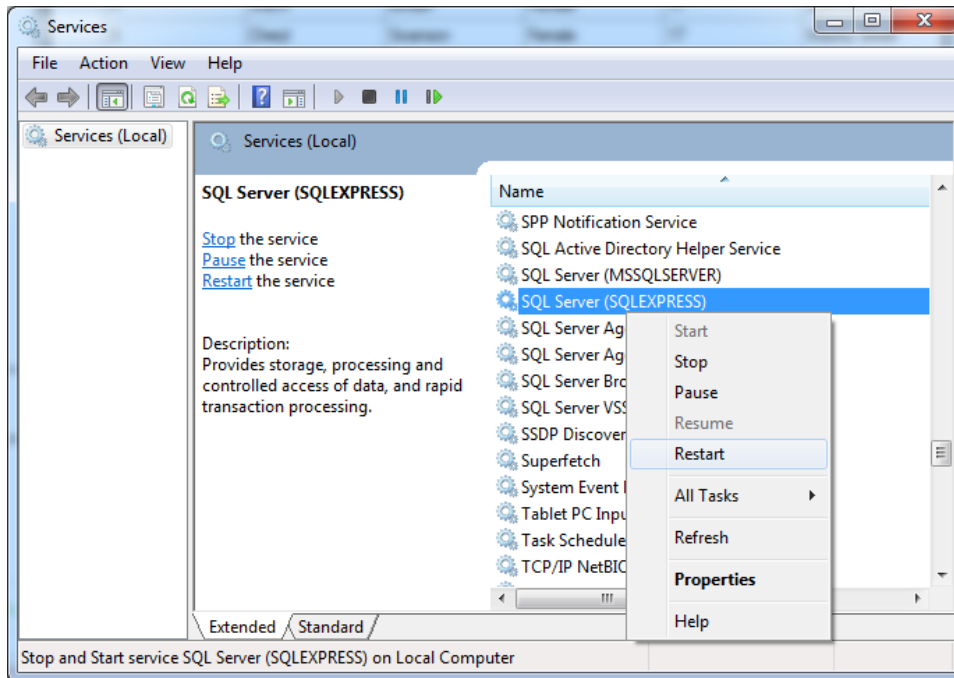 Services
File Action View Help
Services (Local)
Services (Local)
SQL Server (SQLEXPRESS)
Stop the service
Pause the service
Restart the service
Description:
Provides storage, processing and
controlled access of data, and rapid
transaction processing.
Name
SPP Notification Service
SQL Active Directory Helper Service
SQL Server (MSSQLSERVER)
SQL Server (SQLEXPRESS)
SQL Server Ag
SQL Server Ag
SQL Server Bro
SQL Server VSS
SSDP Discover
Superfetch
System Event
Tablet PC Inpu
Task Schedule
TCP/IP NetBIO
Start
Stop
Pause
Resume
Restart
All Tasks
Refresh
Properties
Help
Extended Standard
Stop and Start service SQL Server (SQLEXPRESS) on Local Computer